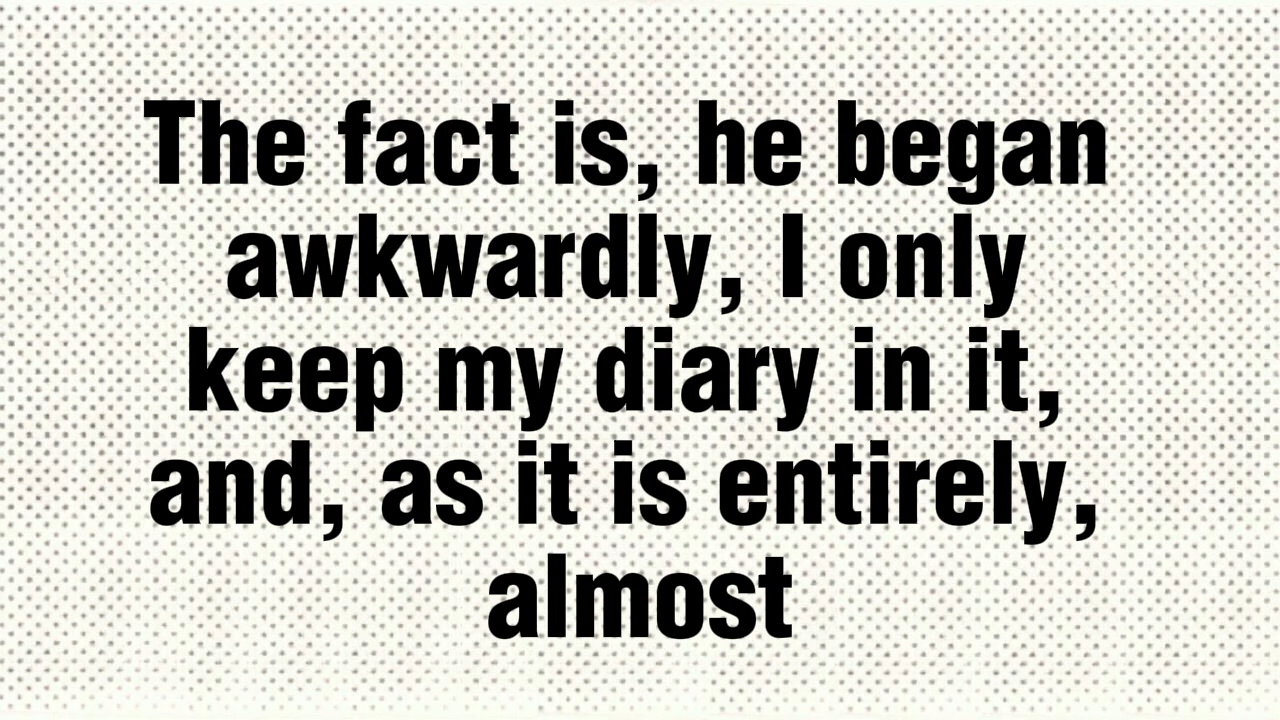 The fact is, he began
awkwardly, I only
keep my diary in it,
and, as it is entirely,
almost